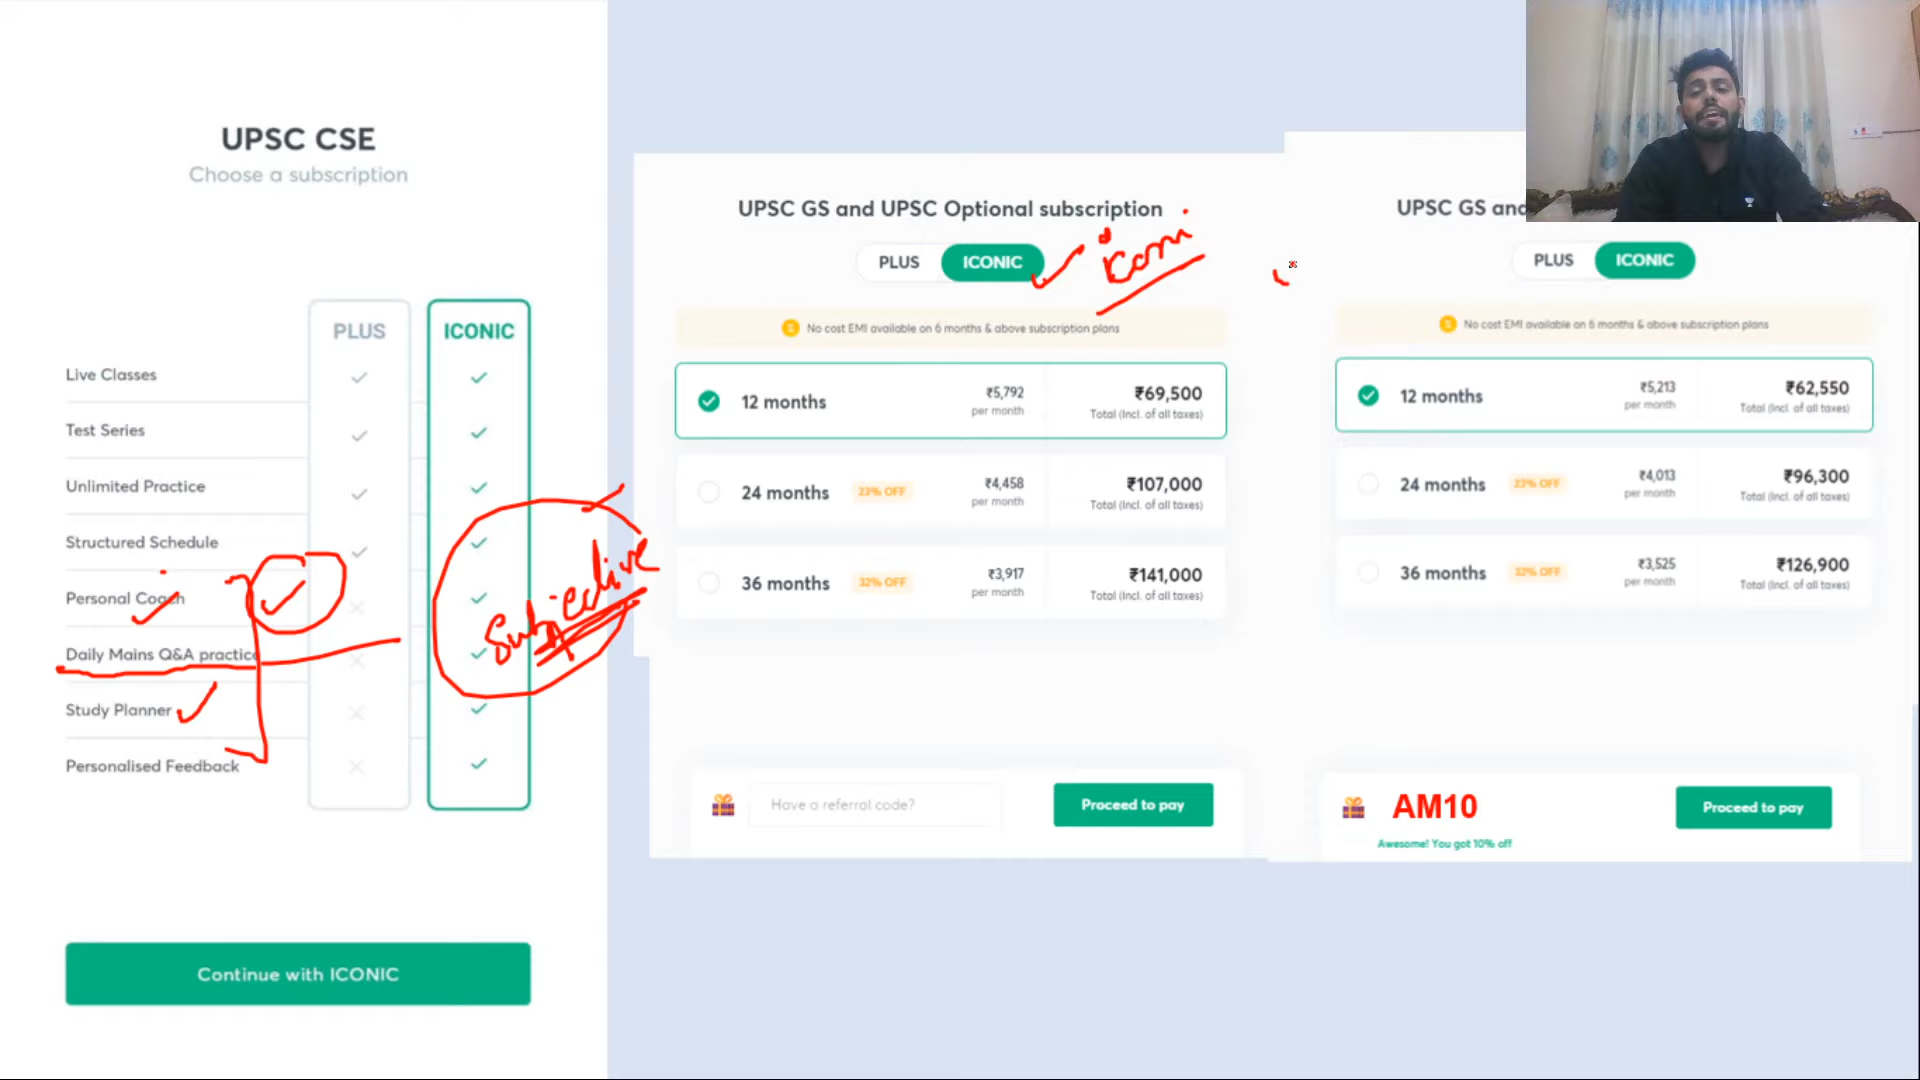 UPSC CSE
Choose a subscription
PLUS
ICONIC
Live Classes
Test Series
Unlimited Practice
Structured Schedule
Personal Coach
Daily Mains Q&A practice
Study Planner
Personalised Feedback
Subjective
Continue with ICONIC
UPSC GS and UPSC Optional subscription
PLUS
ICONIC
No cost EMI available on 6 months & above subscription plans
12 months ₹5,792 ₹69,500
per month Total (Incl. of all taxes)
24 months 23% OFF ₹4,458 ₹107,000
per month Total (Incl. of all taxes)
36 months 32% OFF ₹3,917 ₹141,000
per month Total (Incl. of all taxes)
Have a referral code?
Proceed to pay
UPSC GS and
PLUS
ICONIC
No cost EMI available on 6 months & above subscription plans
12 months ₹5,213 ₹62,550
per month Total (Incl. of all taxes)
24 months 23% OFF ₹4,013 ₹96,300
per month Total (Incl. of all taxes)
36 months 32% OFF ₹3,525 ₹126,900
per month Total (Incl. of all taxes)
AM10
Proceed to pay
Awesome! You got 10% off